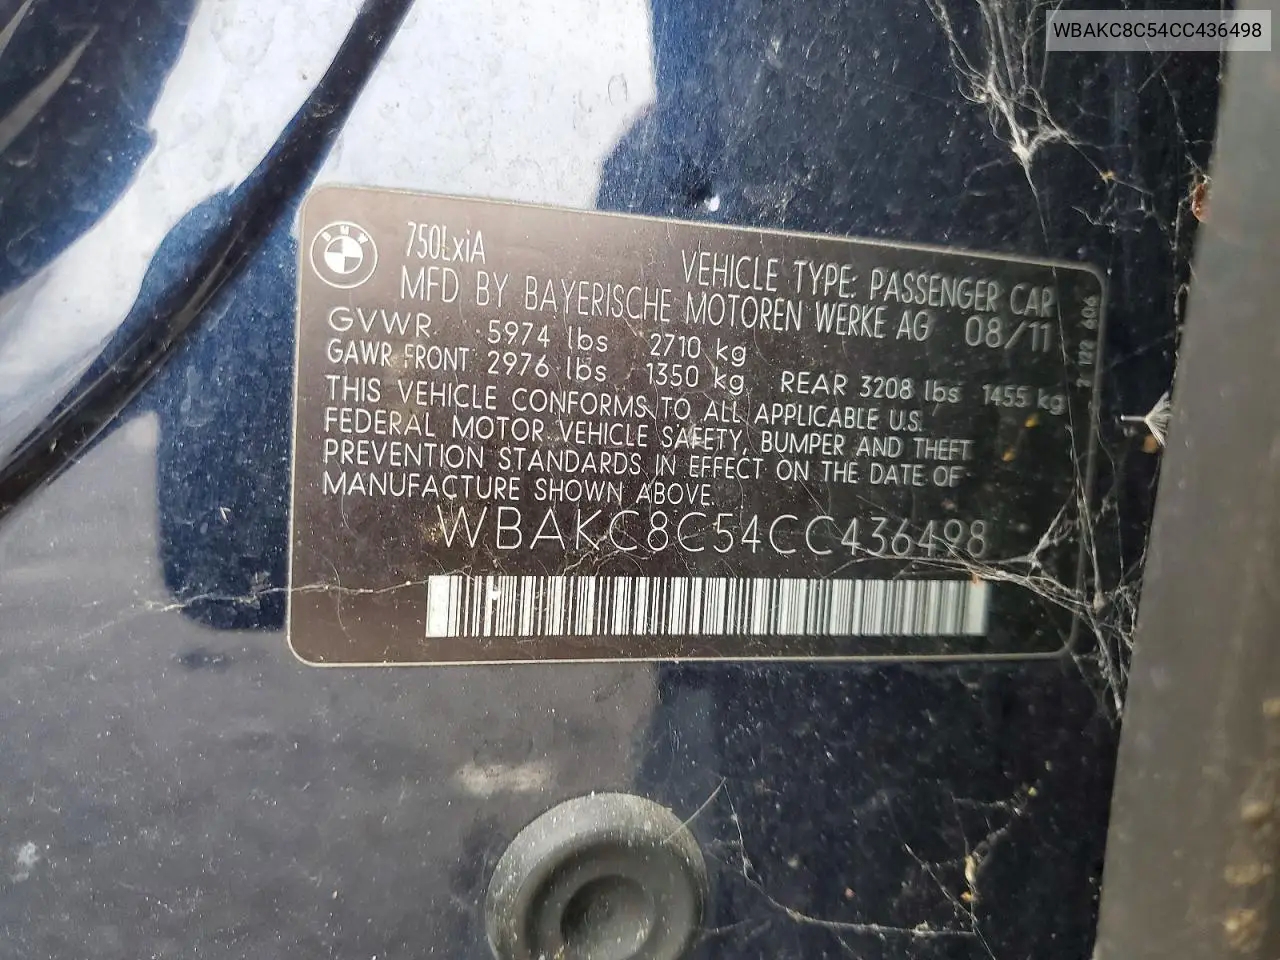 WBAKC8C54CC436498
BMW
750LxiA
VEHICLE TYPE: PASSENGER CAR
MFD BY BAYERISCHE MOTOREN WERKE AG 08/11
GVWR 5974 lbs 2710 kg
GAWR FRONT 2976 lbs 1350 kg REAR 3208 lbs 1455 kg
THIS VEHICLE CONFORMS TO ALL APPLICABLE U.S.
FEDERAL MOTOR VEHICLE SAFETY, BUMPER AND THEFT
PREVENTION STANDARDS IN EFFECT ON THE DATE OF
MANUFACTURE SHOWN ABOVE.
WBAKC8C54CC436498
606